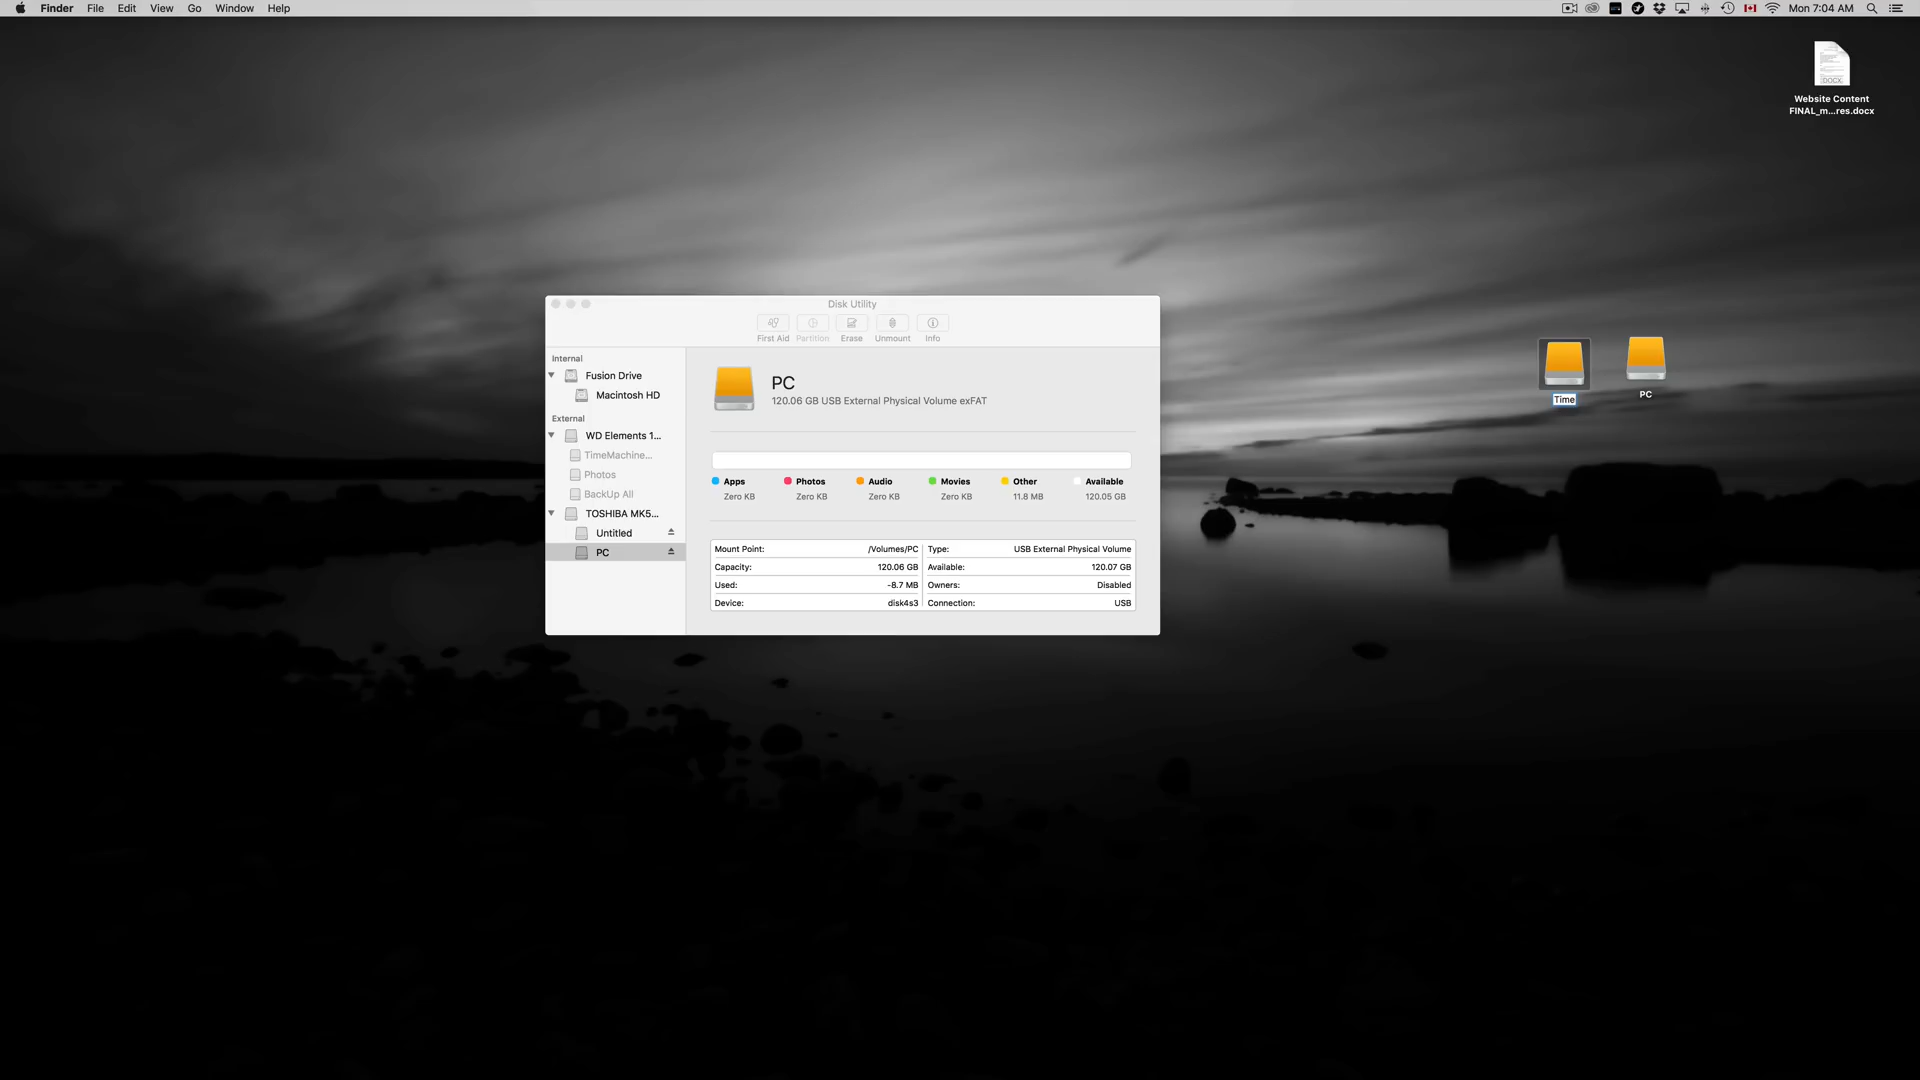 Finder File Edit View Go Window Help
Mon 7:04 AM
DOCX
Website Content
FINAL_m...res.docx
Disk Utility
First Aid Partition Erase Unmount Info
Internal
Fusion Drive
Macintosh HD
External
WD Elements 1...
TimeMachine...
Photos
BackUp All
TOSHIBA MK5...
Untitled
PC
PC
120.06 GB USB External Physical Volume exFAT
Apps Photos Audio Movies Other Available
Zero KB Zero KB Zero KB Zero KB 11.8 MB 120.05 GB
Mount Point: /Volumes/PC Type: USB External Physical Volume
Capacity: 120.06 GB Available: 120.07 GB
Used: -8.7 MB Owners: Disabled
Device: disk4s3 Connection: USB
Time
PC